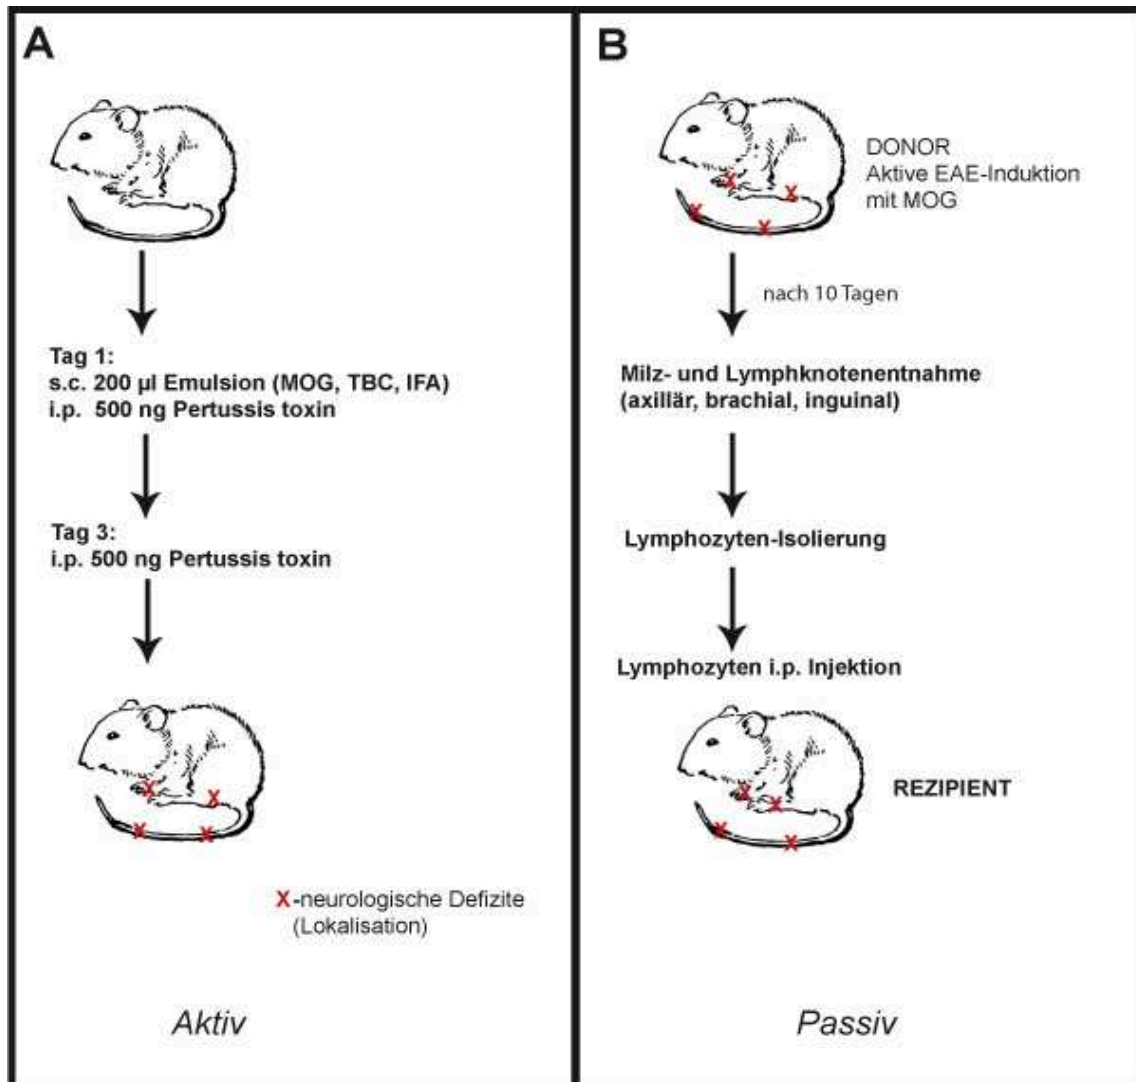 A
Tag 1:
s.c. 200 µl Emulsion (MOG, TBC, IFA)
i.p. 500 ng Pertussis toxin
Tag 3:
i.p. 500 ng Pertussis toxin
X-neurologische Defizite
(Lokalisation)
Aktiv
B
DONOR
Aktive EAE-Induktion
mit MOG
nach 10 Tagen
Milz- und Lymphknotenentnahme
(axillär, brachial, inguinal)
Lymphozyten-Isolierung
Lymphozyten i.p. Injektion
REZIPIENT
Passiv